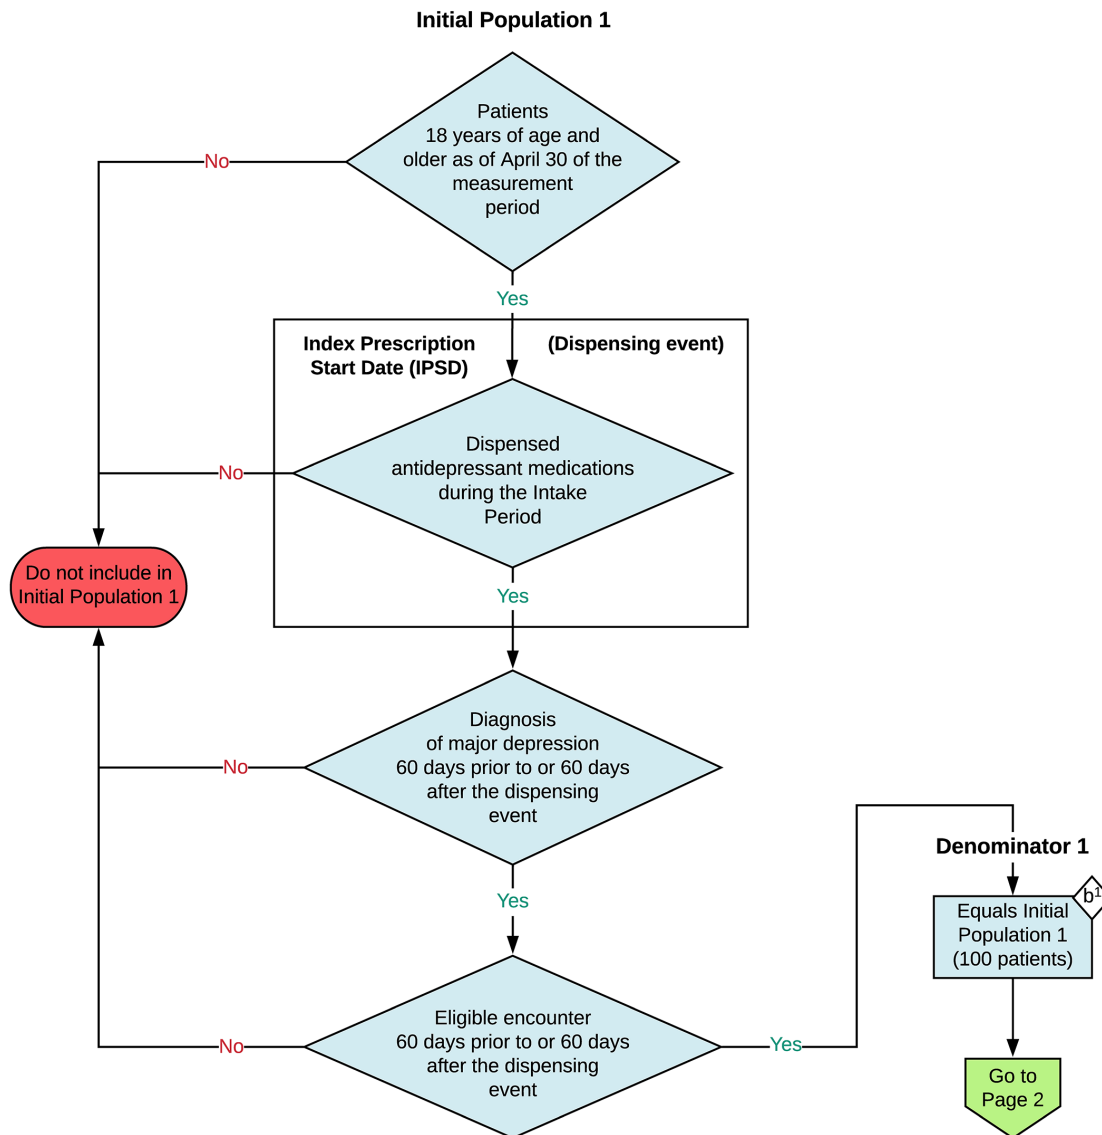 Initial Population 1
Patients
18 years of age and
older as of April 30 of the
measurement
period
No
Yes
Index Prescription
Start Date (IPSD)
(Dispensing event)
Dispensed
antidepressant medications
during the Intake
Period
No
Do not include in
Initial Population 1
Yes
Diagnosis
of major depression
60 days prior to or 60 days
after the dispensing
event
No
Yes
Denominator 1
b¹
Equals Initial
Population 1
(100 patients)
Eligible encounter
60 days prior to or 60 days
after the dispensing
event
No
Yes
Go to
Page 2